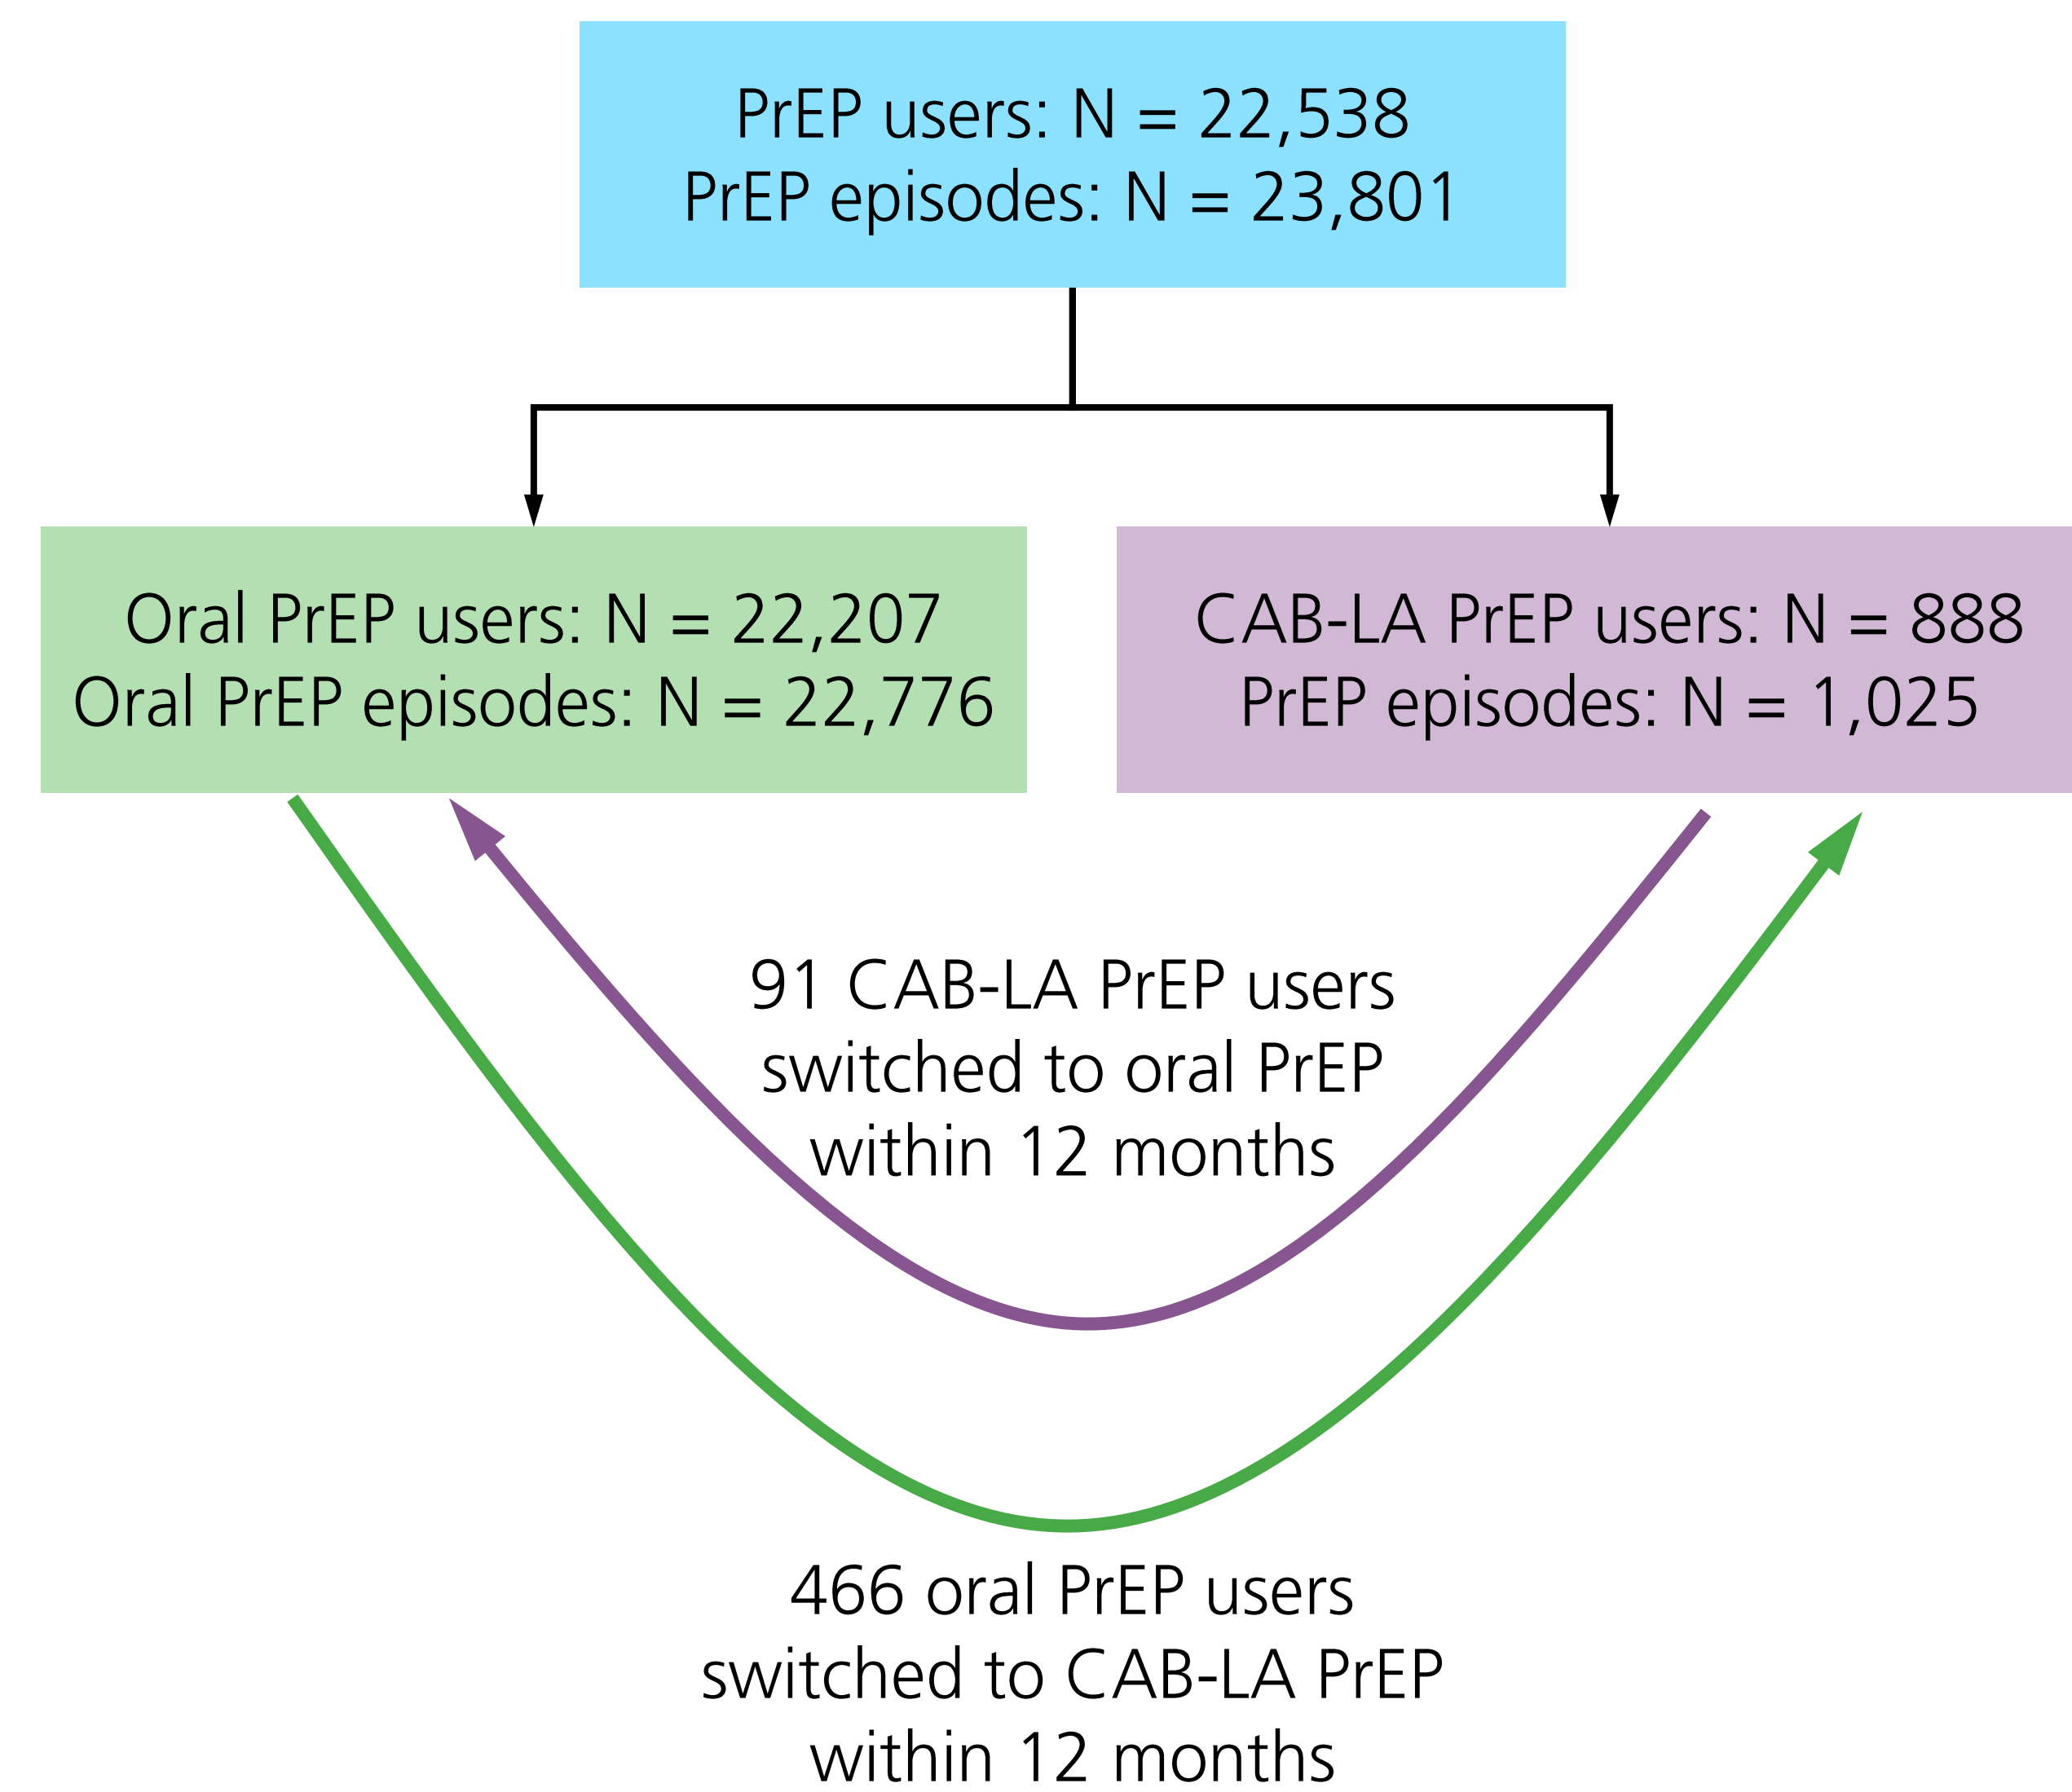 PrEP users: N = 22,538
PrEP episodes: N = 23,801
Oral PrEP users: N = 22,207
Oral PrEP episodes: N = 22,776
CAB-LA PrEP users: N = 888
PrEP episodes: N = 1,025
91 CAB-LA PrEP users
switched to oral PrEP
within 12 months
466 oral PrEP users
switched to CAB-LA PrEP
within 12 months